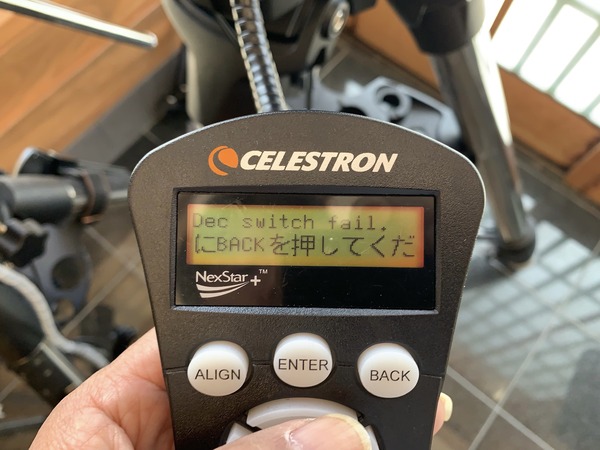 CELESTRON
Dec switch fail.
にBACKを押してくだ
NexStar+™
ALIGN
ENTER
BACK